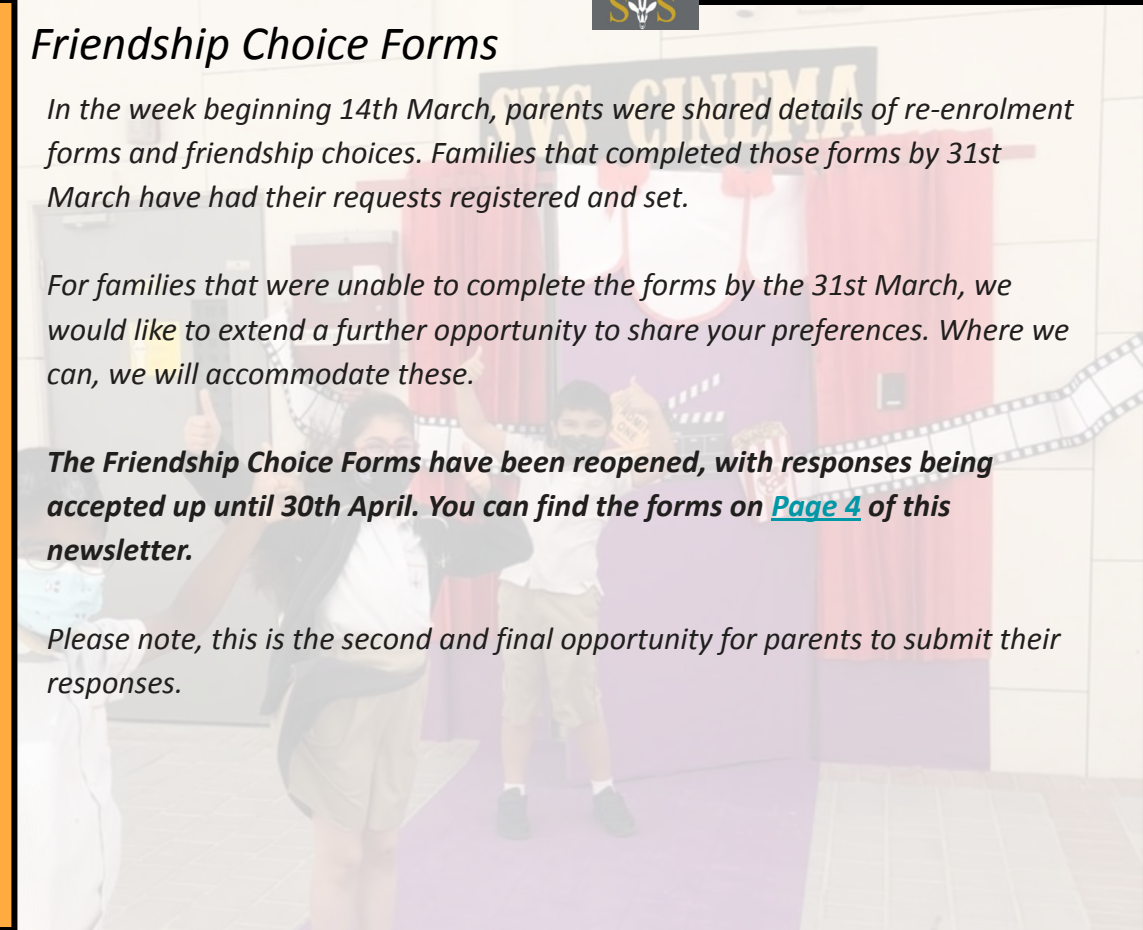 SVS
Friendship Choice Forms
SVS CINEMA
In the week beginning 14th March, parents were shared details of re-enrolment
forms and friendship choices. Families that completed those forms by 31st
March have had their requests registered and set.
For families that were unable to complete the forms by the 31st March, we
would like to extend a further opportunity to share your preferences. Where we
can, we will accommodate these.
ADMIT
ONE
The Friendship Choice Forms have been reopened, with responses being
accepted up until 30th April. You can find the forms on Page 4 of this
newsletter.
Please note, this is the second and final opportunity for parents to submit their
responses.